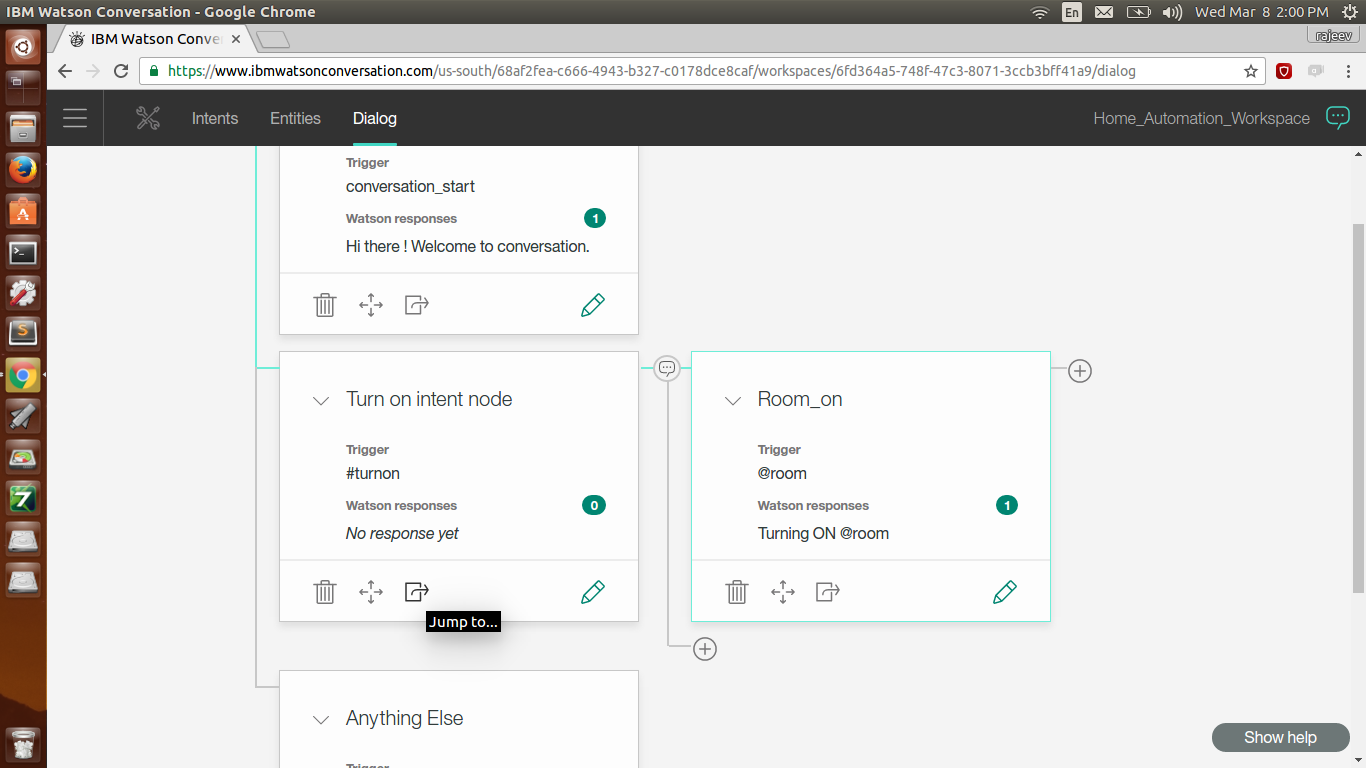 IBM Watson Conversation - Google Chrome
En
Wed Mar 8 2:00 PM
IBM Watson Conve
rajeev
https://www.ibmwatsonconversation.com/us-south/68af2fea-c666-4943-b327-c0178dce8caf/workspaces/6fd364a5-748f-47c3-8071-3ccb3bff41a9/dialog
Intents
Entities
Dialog
Home_Automation_Workspace
Trigger
conversation_start
Watson responses
1
Hi there ! Welcome to conversation.
Turn on intent node
Trigger
#turnon
Watson responses
0
No response yet
Jump to...
Room_on
Trigger
@room
Watson responses
1
Turning ON @room
Anything Else
Trigger
Show help